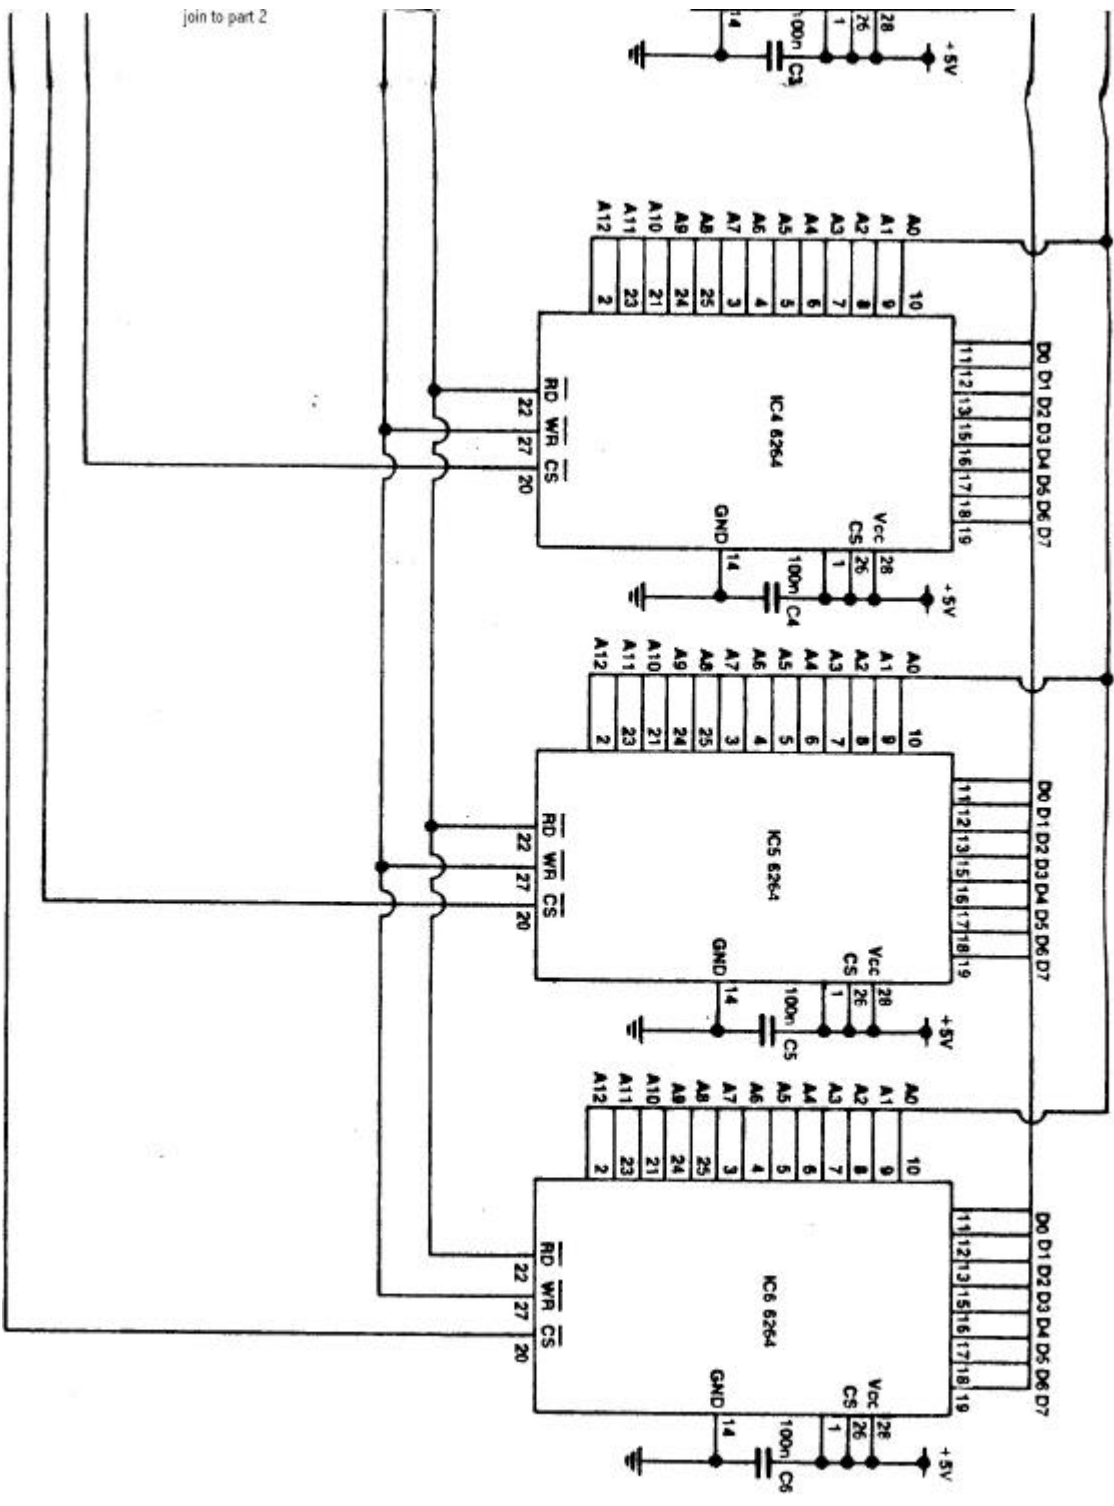 join to part 2
14
100n C3
1
26
28
+5V
A12 A11 A10 A9 A8 A7 A6 A5 A4 A3 A2 A1 A0
2 23 21 24 25 3 4 5 6 7 8 9 10
D0 D1 D2 D3 D4 D5 D6 D7
11 12 13 15 16 17 18 19
IC4 6264
RD WR CS
22 27 20
GND CS Vcc
14 1 26 28
100n C4
+5V
A12 A11 A10 A9 A8 A7 A6 A5 A4 A3 A2 A1 A0
2 23 21 24 25 3 4 5 6 7 8 9 10
D0 D1 D2 D3 D4 D5 D6 D7
11 12 13 15 16 17 18 19
IC5 6264
RD WR CS
22 27 20
GND CS Vcc
14 1 26 28
100n C5
+5V
A12 A11 A10 A9 A8 A7 A6 A5 A4 A3 A2 A1 A0
2 23 21 24 25 3 4 5 6 7 8 9 10
D0 D1 D2 D3 D4 D5 D6 D7
11 12 13 15 16 17 18 19
IC6 6264
RD WR CS
22 27 20
GND CS Vcc
14 1 26 28
100n C6
+5V